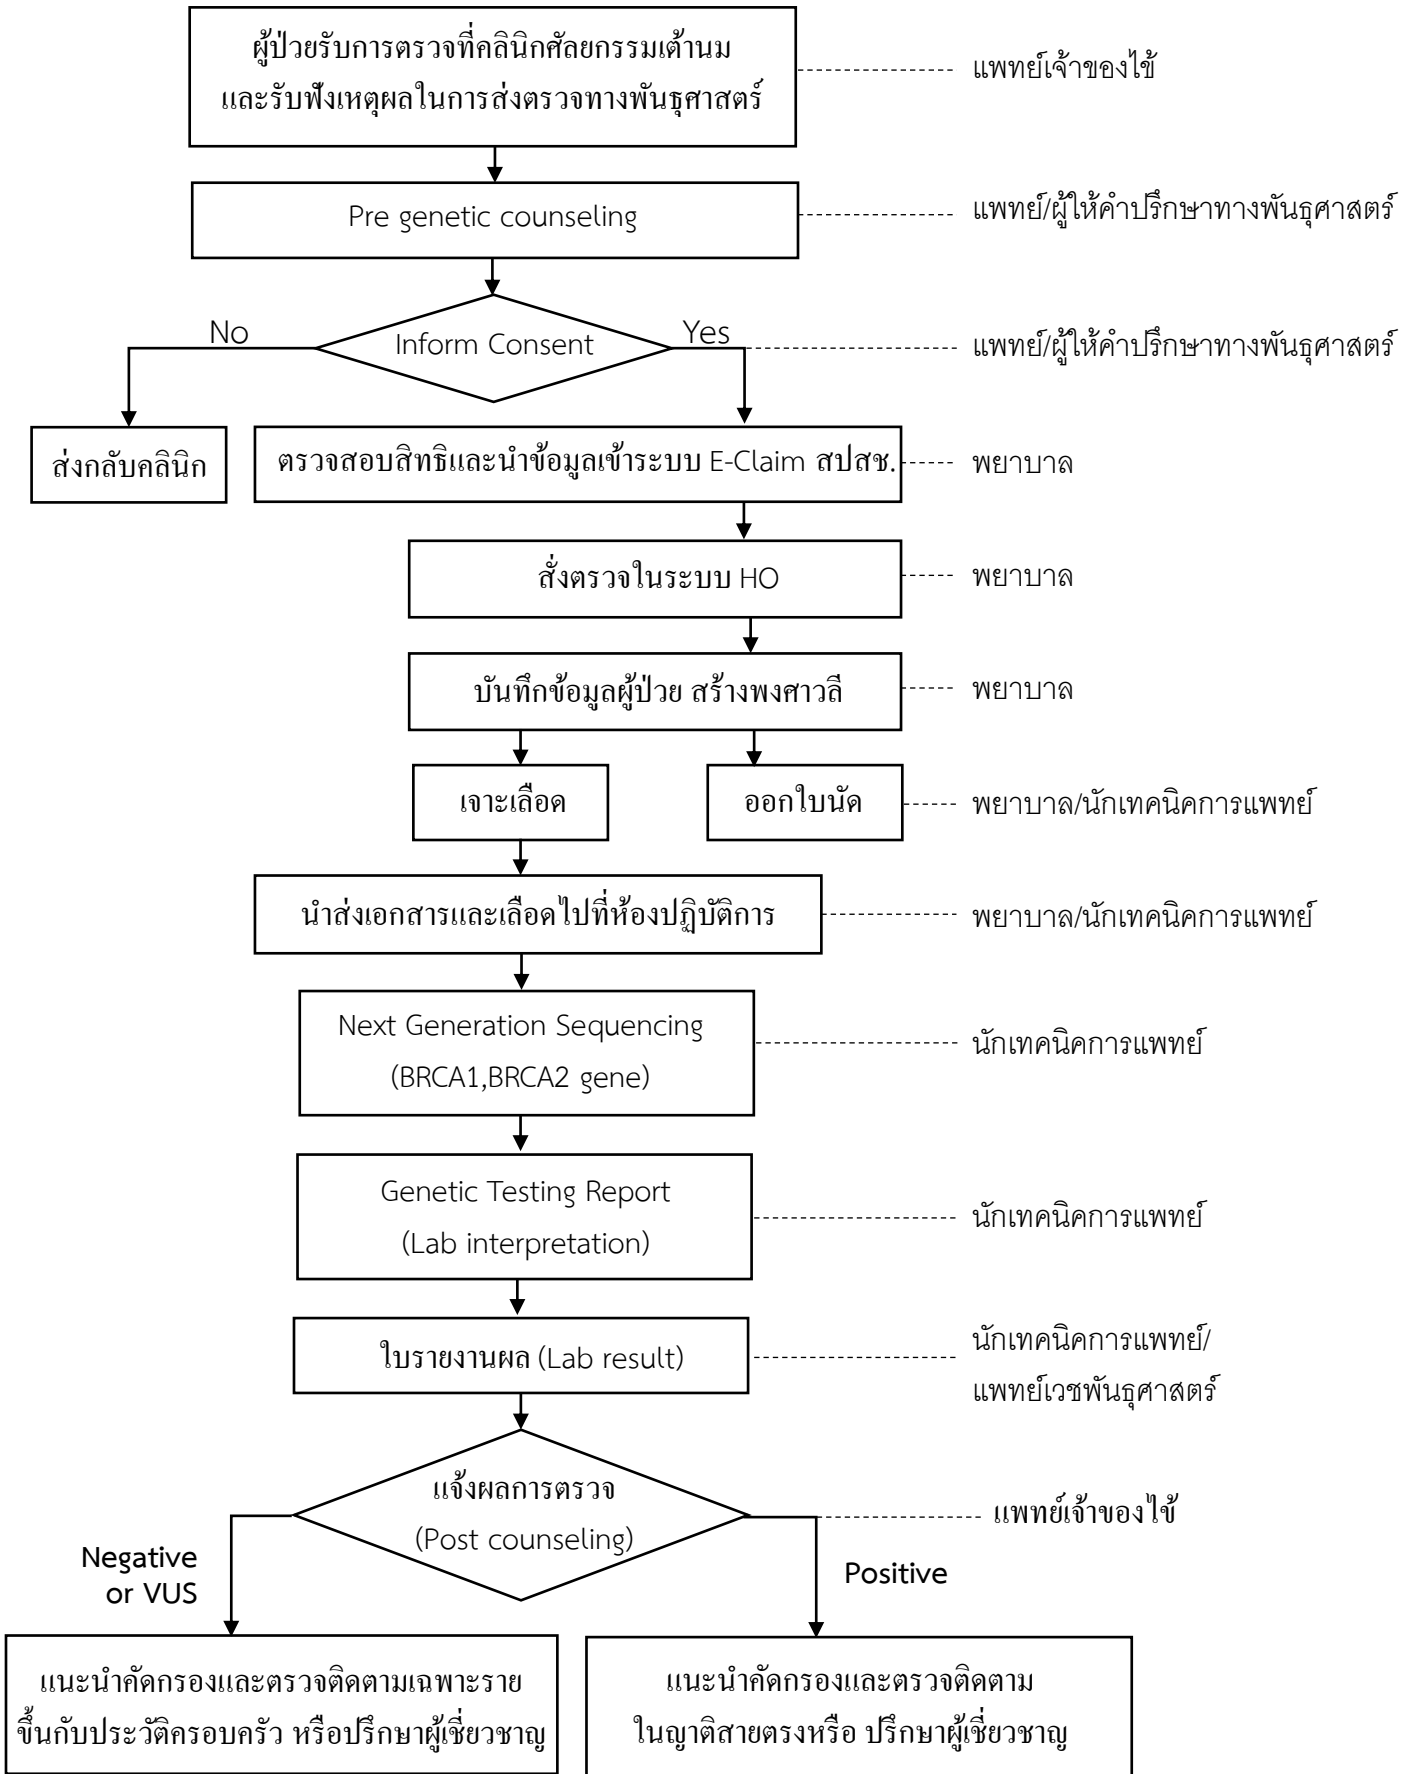 ผู้ป่วยรับการตรวจที่คลินิกศัลยกรรมเต้านม
และรับฟังเหตุผลในการส่งตรวจทางพันธุศาสตร์
แพทย์เจ้าของไข้
Pre genetic counseling
แพทย์/ผู้ให้คำปรึกษาทางพันธุศาสตร์
No
Inform Consent
Yes
แพทย์/ผู้ให้คำปรึกษาทางพันธุศาสตร์
ส่งกลับคลินิก
ตรวจสอบสิทธิและนำข้อมูลเข้าระบบ E-Claim สปสช.
พยาบาล
สั่งตรวจในระบบ HO
พยาบาล
บันทึกข้อมูลผู้ป่วย สร้างพงศาวลี
พยาบาล
เจาะเลือด
ออกใบนัด
พยาบาล/นักเทคนิคการแพทย์
นำส่งเอกสารและเลือดไปที่ห้องปฏิบัติการ
พยาบาล/นักเทคนิคการแพทย์
Next Generation Sequencing
(BRCA1,BRCA2 gene)
นักเทคนิคการแพทย์
Genetic Testing Report
(Lab interpretation)
นักเทคนิคการแพทย์
ใบรายงานผล (Lab result)
นักเทคนิคการแพทย์/
แพทย์เวชพันธุศาสตร์
แจ้งผลการตรวจ
(Post counseling)
แพทย์เจ้าของไข้
Negative
or VUS
Positive
แนะนำคัดกรองและตรวจติดตามเฉพาะราย
ขึ้นกับประวัติครอบครัว หรือปรึกษาผู้เชี่ยวชาญ
แนะนำคัดกรองและตรวจติดตาม
ในญาติสายตรงหรือ ปรึกษาผู้เชี่ยวชาญ